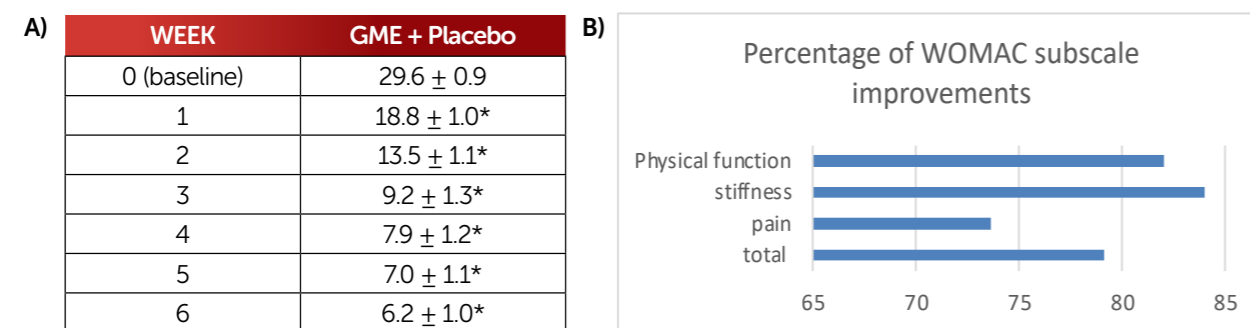 A)
WEEK GME + Placebo
0 (baseline) 29.6 ± 0.9
1 18.8 ± 1.0*
2 13.5 ± 1.1*
3 9.2 ± 1.3*
4 7.9 ± 1.2*
5 7.0 ± 1.1*
6 6.2 ± 1.0*
B)
Percentage of WOMAC subscale
improvements
Physical function
stiffness
pain
total
65 70 75 80 85